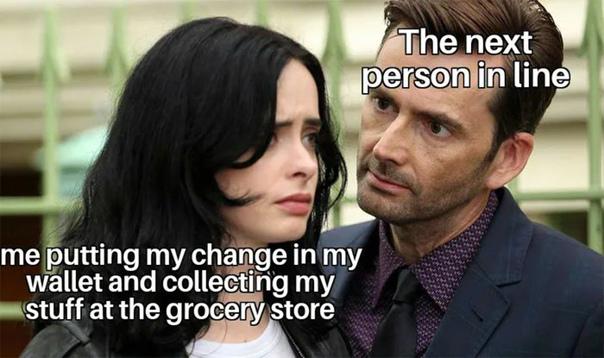 The next
person in line
me putting my change in my
wallet and collecting my
stuff at the grocery store